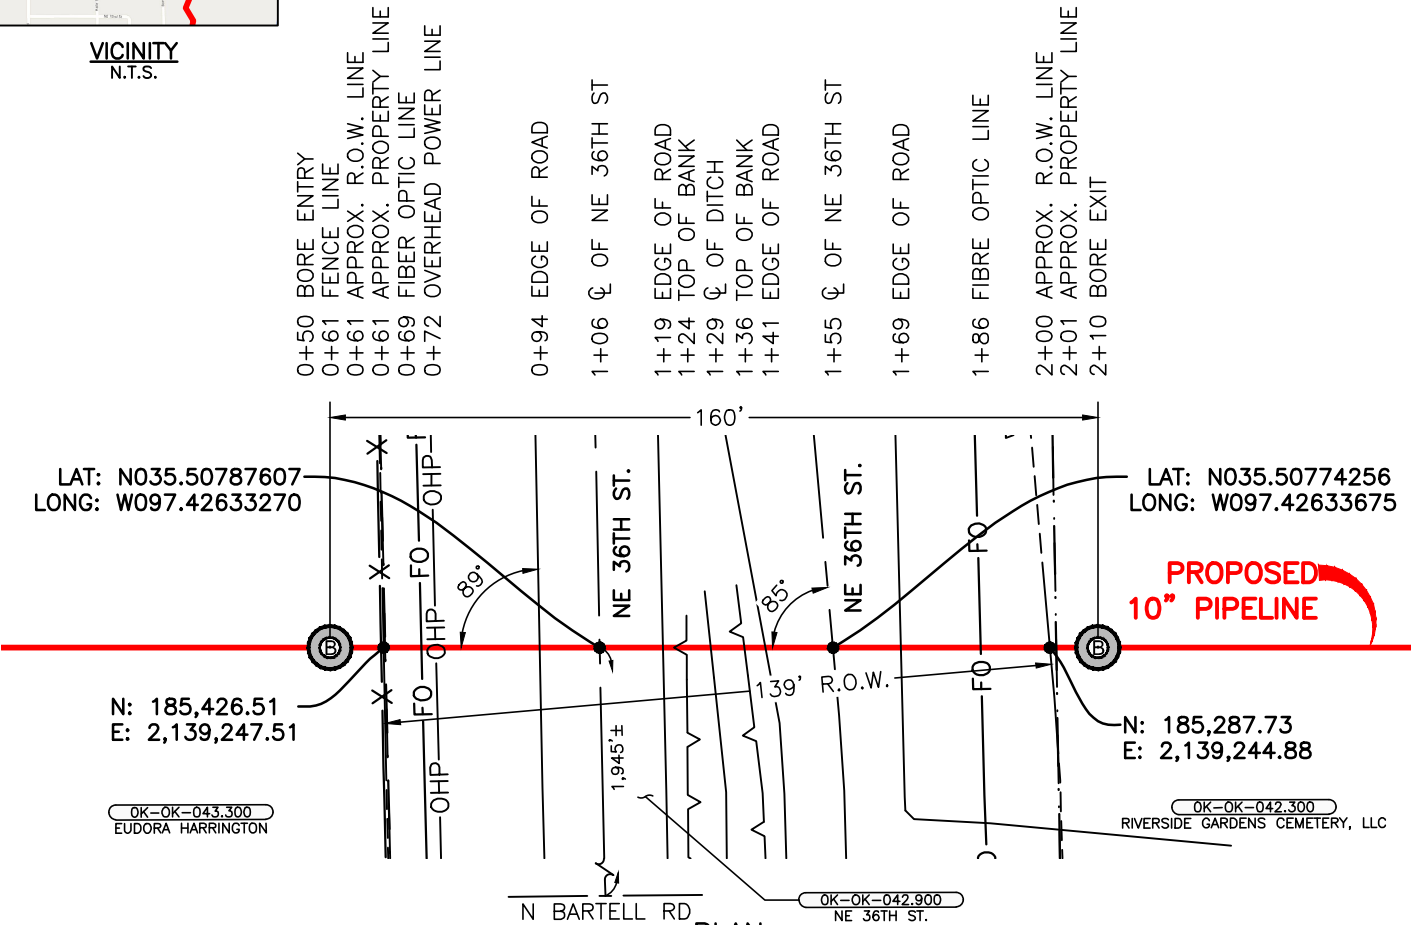 VICINITY
N.T.S.
0+50 BORE ENTRY
0+61 FENCE LINE
0+61 APPROX. R.O.W. LINE
0+61 APPROX. PROPERTY LINE
0+69 FIBER OPTIC LINE
0+72 OVERHEAD POWER LINE
0+94 EDGE OF ROAD
1+06 ℄ OF NE 36TH ST
1+19 EDGE OF ROAD
1+24 TOP OF BANK
1+29 ℄ OF DITCH
1+36 TOP OF BANK
1+41 EDGE OF ROAD
1+55 ℄ OF NE 36TH ST
1+69 EDGE OF ROAD
1+86 FIBRE OPTIC LINE
2+00 APPROX. R.O.W. LINE
2+01 APPROX. PROPERTY LINE
2+10 BORE EXIT
160'
LAT: N035.50787607
LONG: W097.42633270
LAT: N035.50774256
LONG: W097.42633675
OHP
FO
OHP
FO
OHP
NE 36TH ST.
NE 36TH ST.
FO
FO
89°
85°
PROPOSED
10" PIPELINE
B
B
139' R.O.W.
N: 185,426.51
E: 2,139,247.51
N: 185,287.73
E: 2,139,244.88
1,945'±
OK-OK-043.300
EUDORA HARRINGTON
OK-OK-042.300
RIVERSIDE GARDENS CEMETERY, LLC
N BARTELL RD
OK-OK-042.900
NE 36TH ST.
PLAN